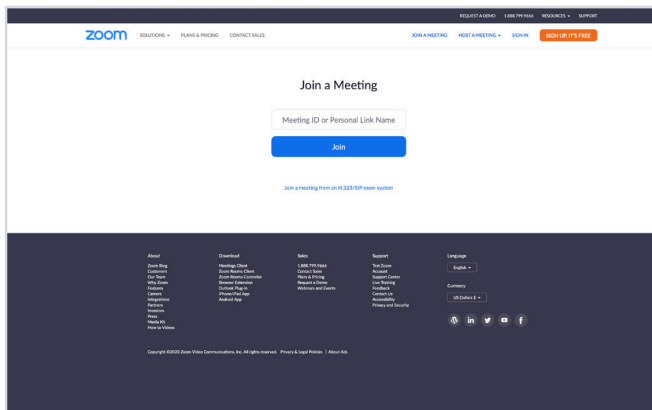 REQUEST A DEMO 1.888.799.9666 RESOURCES SUPPORT
zoom SOLUTIONS PLANS & PRICING CONTACT SALES JOIN A MEETING HOST A MEETING SIGN IN SIGN UP, IT'S FREE
Join a Meeting
Meeting ID or Personal Link Name
Join
Join a meeting from an H.323/SIP room system
About
Zoom Blog
Customers
Our Team
Why Zoom
Features
Careers
Integrations
Partners
Investors
Press
Media Kit
How to Videos
Download
Meetings Client
Zoom Rooms Client
Zoom Rooms Controller
Browser Extension
Outlook Plug-in
iPhone/iPad App
Android App
Sales
1.888.799.9666
Contact Sales
Plans & Pricing
Request a Demo
Webinars and Events
Support
Test Zoom
Account
Support Center
Live Training
Feedback
Contact Us
Accessibility
Privacy and Security
Language
English
Currency
US Dollars $
Copyright ©2020 Zoom Video Communications, Inc. All rights reserved. Privacy & Legal Policies | About Ads